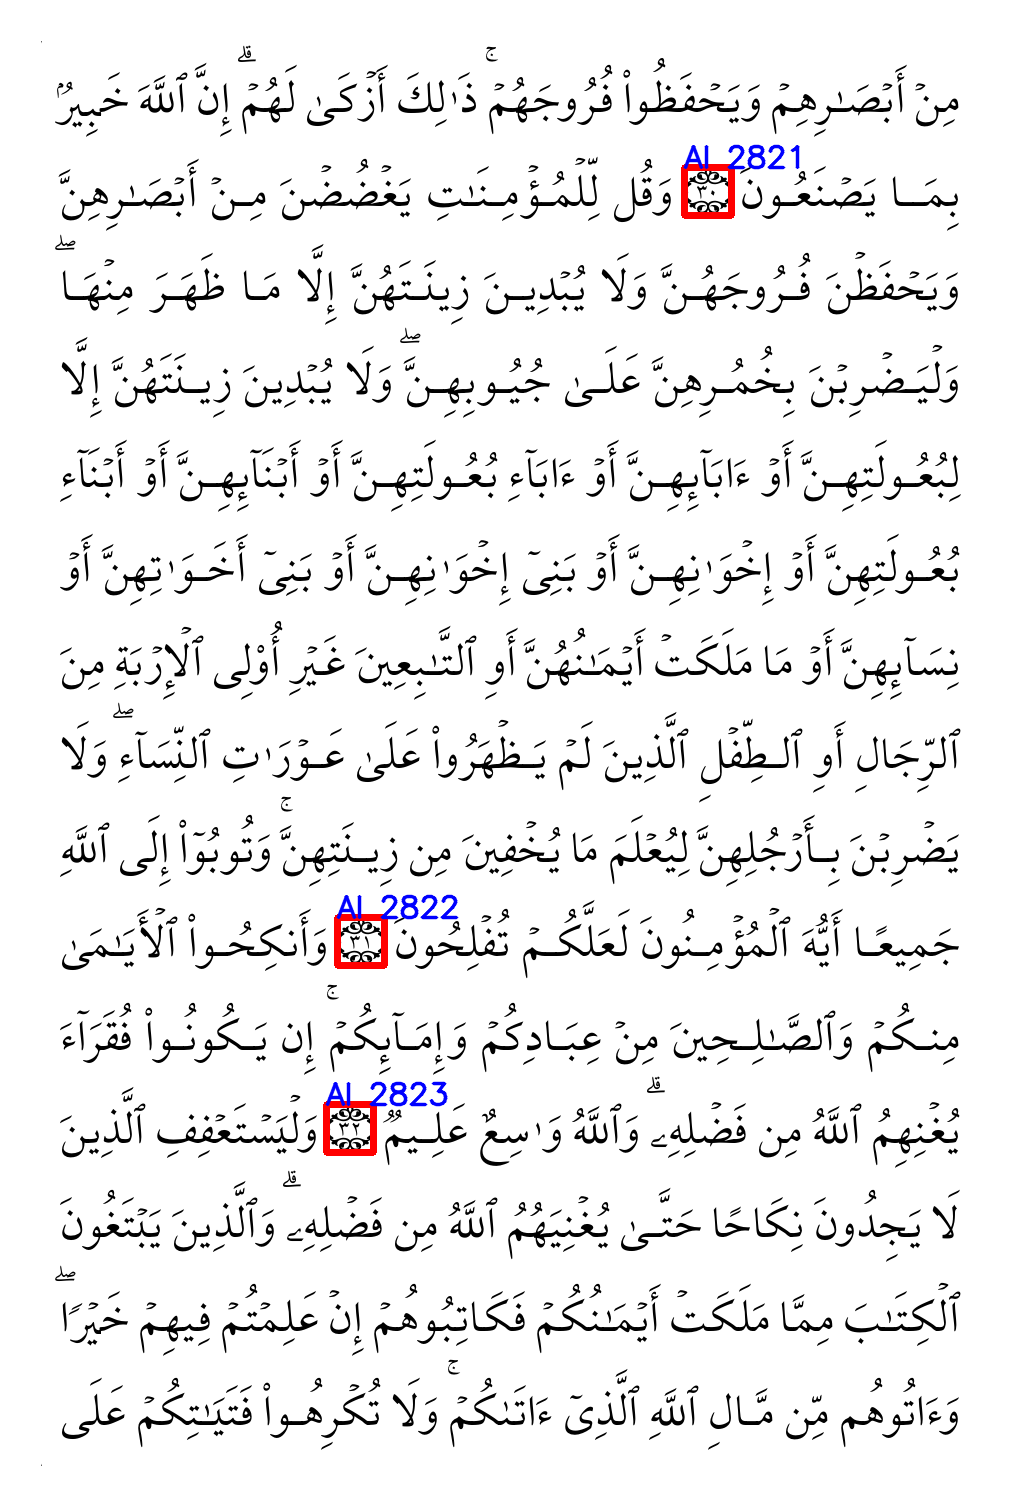 مِنۡ أَبۡصَـٰرِهِمۡ وَيَحۡفَظُواْ فُرُوجَهُمۡۚ ذَٰلِكَ أَزۡكَىٰ لَهُمۡۗ إِنَّ ٱللَّهَ خَبِيرُۢ
AI_2821
بِمَا يَصۡنَعُونَ ٣٠ وَقُل لِّلۡمُؤۡمِنَـٰتِ يَغۡضُضۡنَ مِنۡ أَبۡصَـٰرِهِنَّ
وَيَحۡفَظۡنَ فُرُوجَهُنَّ وَلَا يُبۡدِينَ زِينَتَهُنَّ إِلَّا مَا ظَهَرَ مِنۡهَاۖ
وَلۡيَضۡرِبۡنَ بِخُمُرِهِنَّ عَلَىٰ جُيُوبِهِنَّۖ وَلَا يُبۡدِينَ زِينَتَهُنَّ إِلَّا
لِبُعُولَتِهِنَّ أَوۡ ءَابَآئِهِنَّ أَوۡ ءَابَآءِ بُعُولَتِهِنَّ أَوۡ أَبۡنَآئِهِنَّ أَوۡ أَبۡنَآءِ
بُعُولَتِهِنَّ أَوۡ إِخۡوَٰنِهِنَّ أَوۡ بَنِيٓ إِخۡوَٰنِهِنَّ أَوۡ بَنِيٓ أَخَوَٰتِهِنَّ أَوۡ
نِسَآئِهِنَّ أَوۡ مَا مَلَكَتۡ أَيۡمَـٰنُهُنَّ أَوِ ٱلتَّـٰبِعِينَ غَيۡرِ أُوْلِي ٱلۡإِرۡبَةِ مِنَ
ٱلرِّجَالِ أَوِ ٱلطِّفۡلِ ٱلَّذِينَ لَمۡ يَظۡهَرُواْ عَلَىٰ عَوۡرَٰتِ ٱلنِّسَآءِۖ وَلَا
يَضۡرِبۡنَ بِأَرۡجُلِهِنَّ لِيُعۡلَمَ مَا يُخۡفِينَ مِن زِينَتِهِنَّۚ وَتُوبُوٓاْ إِلَى ٱللَّهِ
AI_2822
جَمِيعًا أَيُّهَ ٱلۡمُؤۡمِنُونَ لَعَلَّكُمۡ تُفۡلِحُونَ ٣١ وَأَنكِحُواْ ٱلۡأَيَـٰمَىٰ
مِنكُمۡ وَٱلصَّـٰلِحِينَ مِنۡ عِبَادِكُمۡ وَإِمَآئِكُمۡۚ إِن يَكُونُواْ فُقَرَآءَ
AI_2823
يُغۡنِهِمُ ٱللَّهُ مِن فَضۡلِهِۦۗ وَٱللَّهُ وَٰسِعٌ عَلِيمٞ ٣٢ وَلۡيَسۡتَعۡفِفِ ٱلَّذِينَ
لَا يَجِدُونَ نِكَاحًا حَتَّىٰ يُغۡنِيَهُمُ ٱللَّهُ مِن فَضۡلِهِۦۗ وَٱلَّذِينَ يَبۡتَغُونَ
ٱلۡكِتَـٰبَ مِمَّا مَلَكَتۡ أَيۡمَـٰنُكُمۡ فَكَاتِبُوهُمۡ إِنۡ عَلِمۡتُمۡ فِيهِمۡ خَيۡرٗاۖ
وَءَاتُوهُم مِّن مَّالِ ٱللَّهِ ٱلَّذِيٓ ءَاتَىٰكُمۡۚ وَلَا تُكۡرِهُواْ فَتَيَـٰتِكُمۡ عَلَى